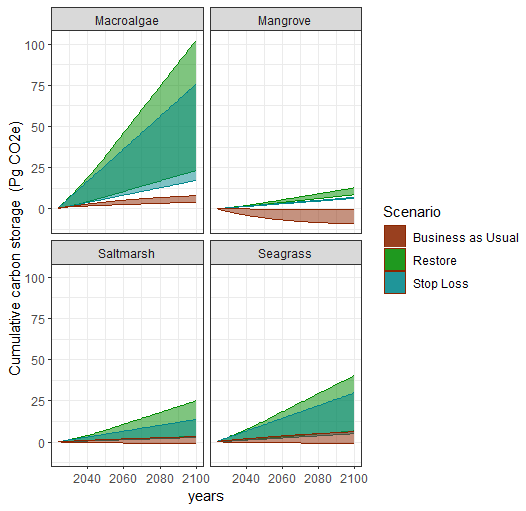 Macroalgae
Mangrove
100
75
50
25
0
Saltmarsh
Seagrass
100
75
50
25
0
2040 2060 2080 2100
2040 2060 2080 2100
years
Cumulative carbon storage (Pg CO2e)
Scenario
Business as Usual
Restore
Stop Loss